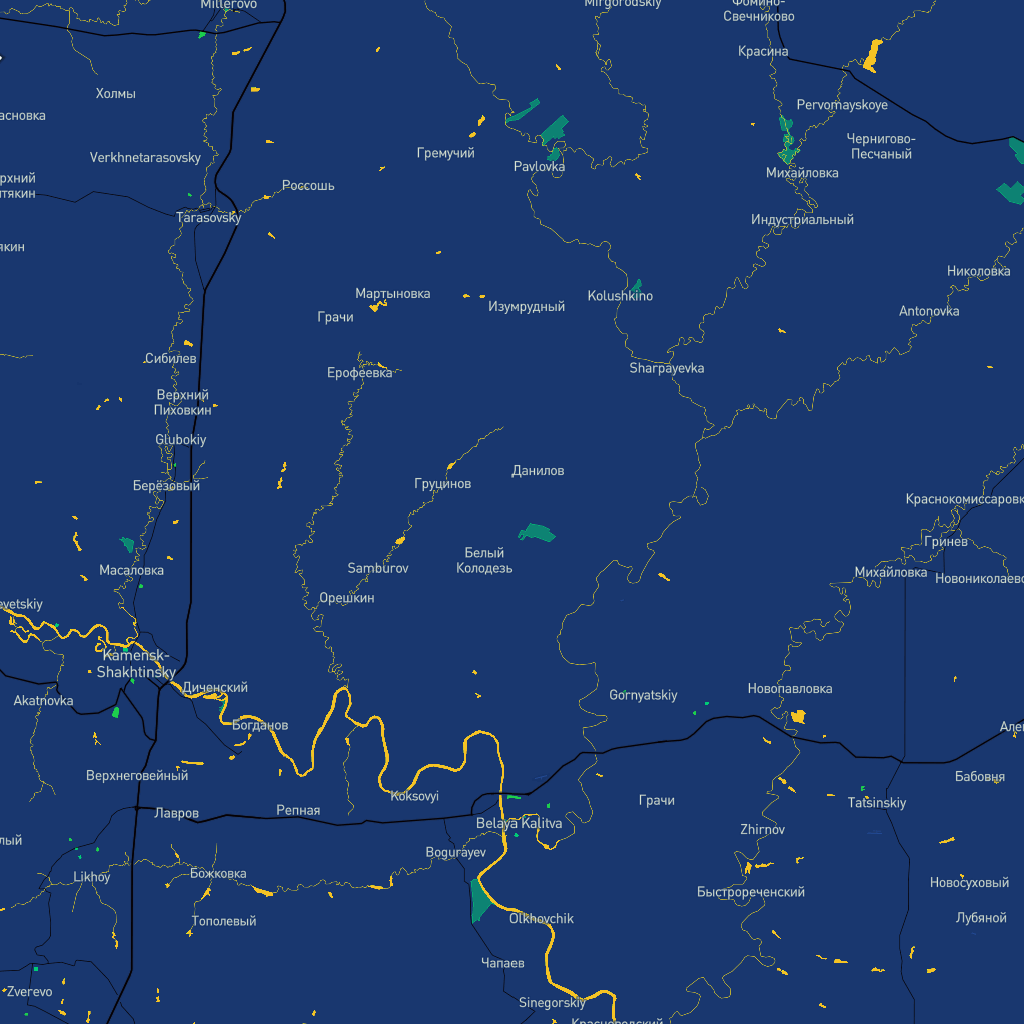 Millerovo
Mirgorodskiy
Фомино-
Свечниково
Красина
Холмы
Pervomayskoye
Гремучий
Чернигово-
Песчаный
Verkhnetarasovsky
Pavlovka
Михайловка
Россошь
Tarasovsky
Индустриальный
Николовка
Мартыновка
Kolushkino
Изумрудный
Грачи
Antonovka
Сибилев
Ерофеевка
Sharpayevka
Верхний
Пиховкин
Glubokiy
Данилов
Груцинов
Берёзовый
Краснокомиссаровк
Гринев
Белый
Колодезь
Масаловка
Samburov
Михайловка
Новониколаевс
Орешкин
Kamensk-
Shakhtinsky
Диченский
Gornyatskiy
Новопавловка
Akatnovka
Богданов
Верхнеговейный
Бабовня
Koksovyi
Грачи
Tatsinskiy
Репная
Лавров
Belaya Kalitva
Zhirnov
Bogurayev
Likhoy
Божковка
Новосуховый
Быстрореченский
Тополевый
Olkhovchik
Лубяной
Чапаев
Zverevo
Sinegorskiy